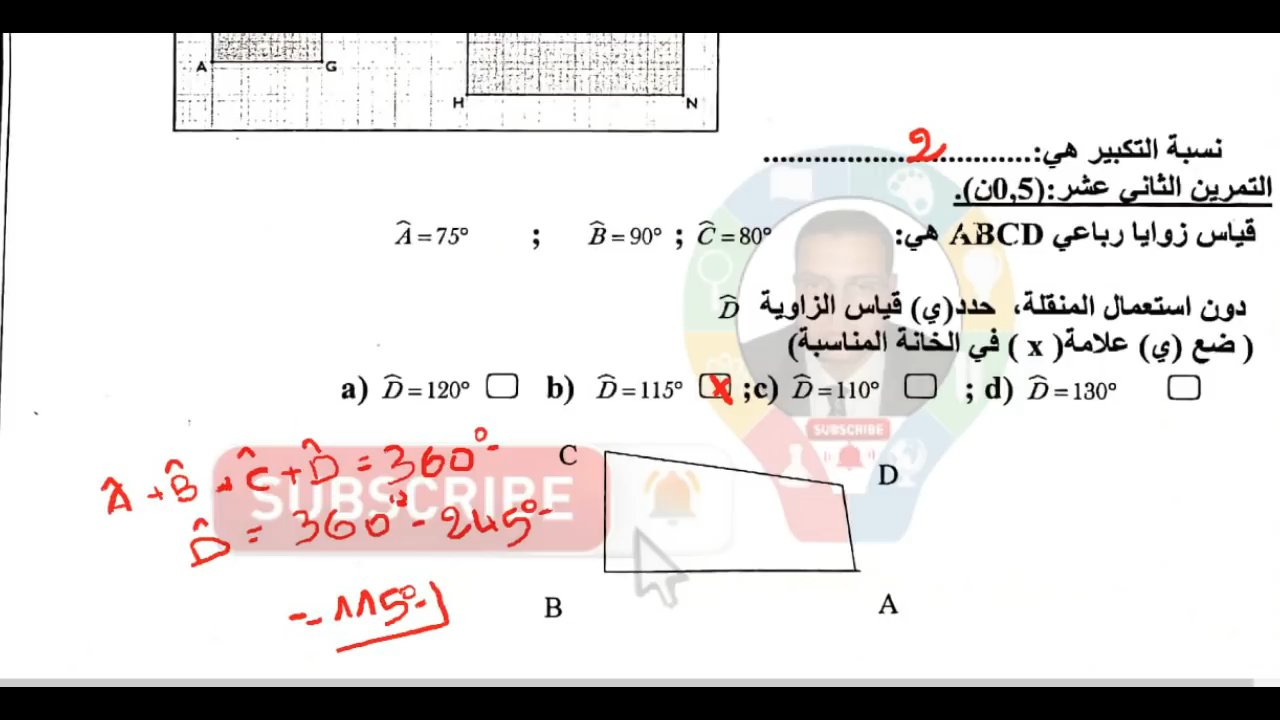 A G
H N
نسبة التكبير هي:.............2....................
التمرين الثاني عشر:(0,5ن).
قياس زوايا رباعي ABCD هي: Ĉ = 80° ; B̂ = 90° ; Â = 75°
دون استعمال المنقلة، حدد(ي) قياس الزاوية D̂
( ضع (ي) علامة( x ) في الخانة المناسبة)
a) D̂ = 120° b) D̂ = 115° x ;c) D̂ = 110° ; d) D̂ = 130°
SUBSCRIBE
Â + B̂ + Ĉ + D̂ = 360°
C D
SUBSCRIBE
D̂ = 360° - 245°
= 115°
B A